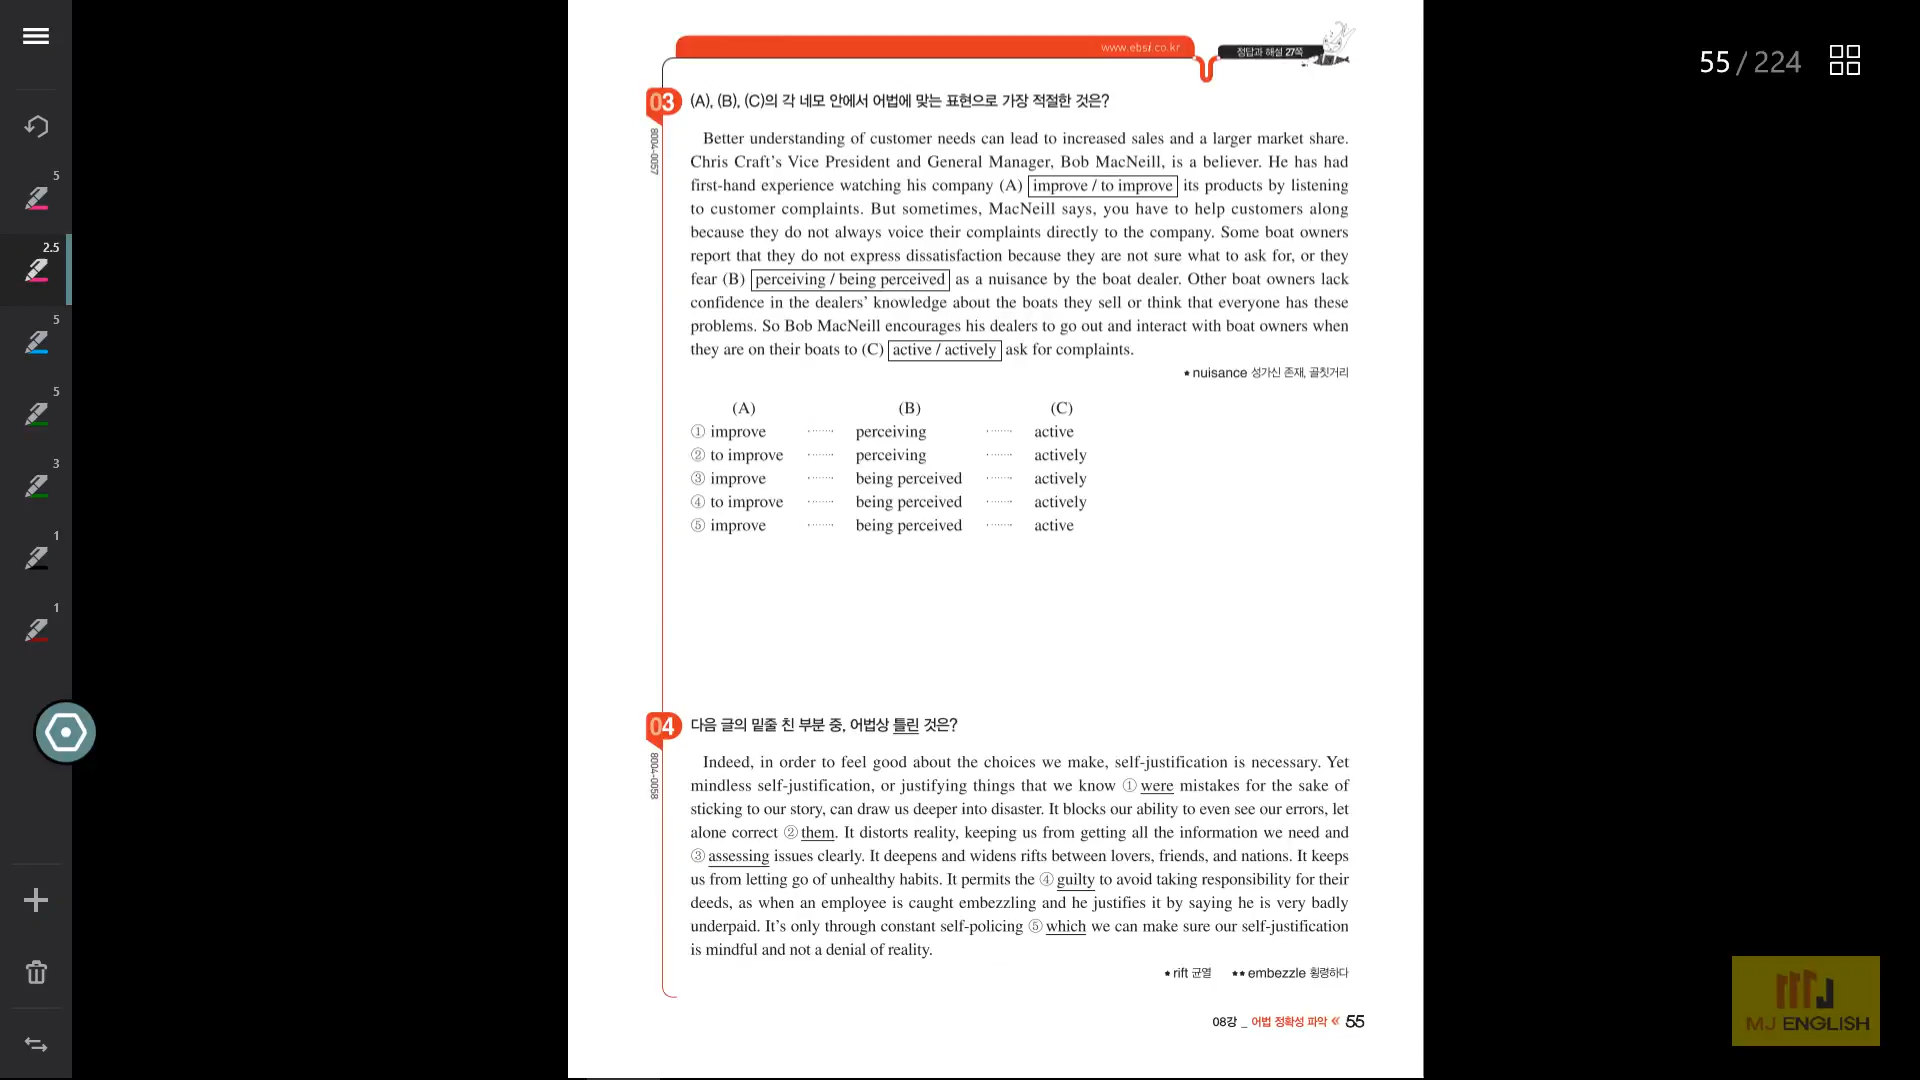 www.ebsi.co.kr
정답과 해설 27쪽
55 / 224
5
2.5
5
5
3
1
1
03 (A), (B), (C)의 각 네모 안에서 어법에 맞는 표현으로 가장 적절한 것은?
8004-0057
Better understanding of customer needs can lead to increased sales and a larger market share.
Chris Craft's Vice President and General Manager, Bob MacNeill, is a believer. He has had
first-hand experience watching his company (A) improve / to improve its products by listening
to customer complaints. But sometimes, MacNeill says, you have to help customers along
because they do not always voice their complaints directly to the company. Some boat owners
report that they do not express dissatisfaction because they are not sure what to ask for, or they
fear (B) perceiving / being perceived as a nuisance by the boat dealer. Other boat owners lack
confidence in the dealers' knowledge about the boats they sell or think that everyone has these
problems. So Bob MacNeill encourages his dealers to go out and interact with boat owners when
they are on their boats to (C) active / actively ask for complaints.
* nuisance 성가신 존재, 골칫거리
(A) (B) (C)
① improve ······· perceiving ······· active
② to improve ······· perceiving ······· actively
③ improve ······· being perceived ······· actively
④ to improve ······· being perceived ······· actively
⑤ improve ······· being perceived ······· active
04 다음 글의 밑줄 친 부분 중, 어법상 틀린 것은?
8004-0058
Indeed, in order to feel good about the choices we make, self-justification is necessary. Yet
mindless self-justification, or justifying things that we know ① were mistakes for the sake of
sticking to our story, can draw us deeper into disaster. It blocks our ability to even see our errors, let
alone correct ② them. It distorts reality, keeping us from getting all the information we need and
③ assessing issues clearly. It deepens and widens rifts between lovers, friends, and nations. It keeps
us from letting go of unhealthy habits. It permits the ④ guilty to avoid taking responsibility for their
deeds, as when an employee is caught embezzling and he justifies it by saying he is very badly
underpaid. It's only through constant self-policing ⑤ which we can make sure our self-justification
is mindful and not a denial of reality.
* rift 균열 ** embezzle 횡령하다
08강 _ 어법 정확성 파악 « 55
MJ ENGLISH